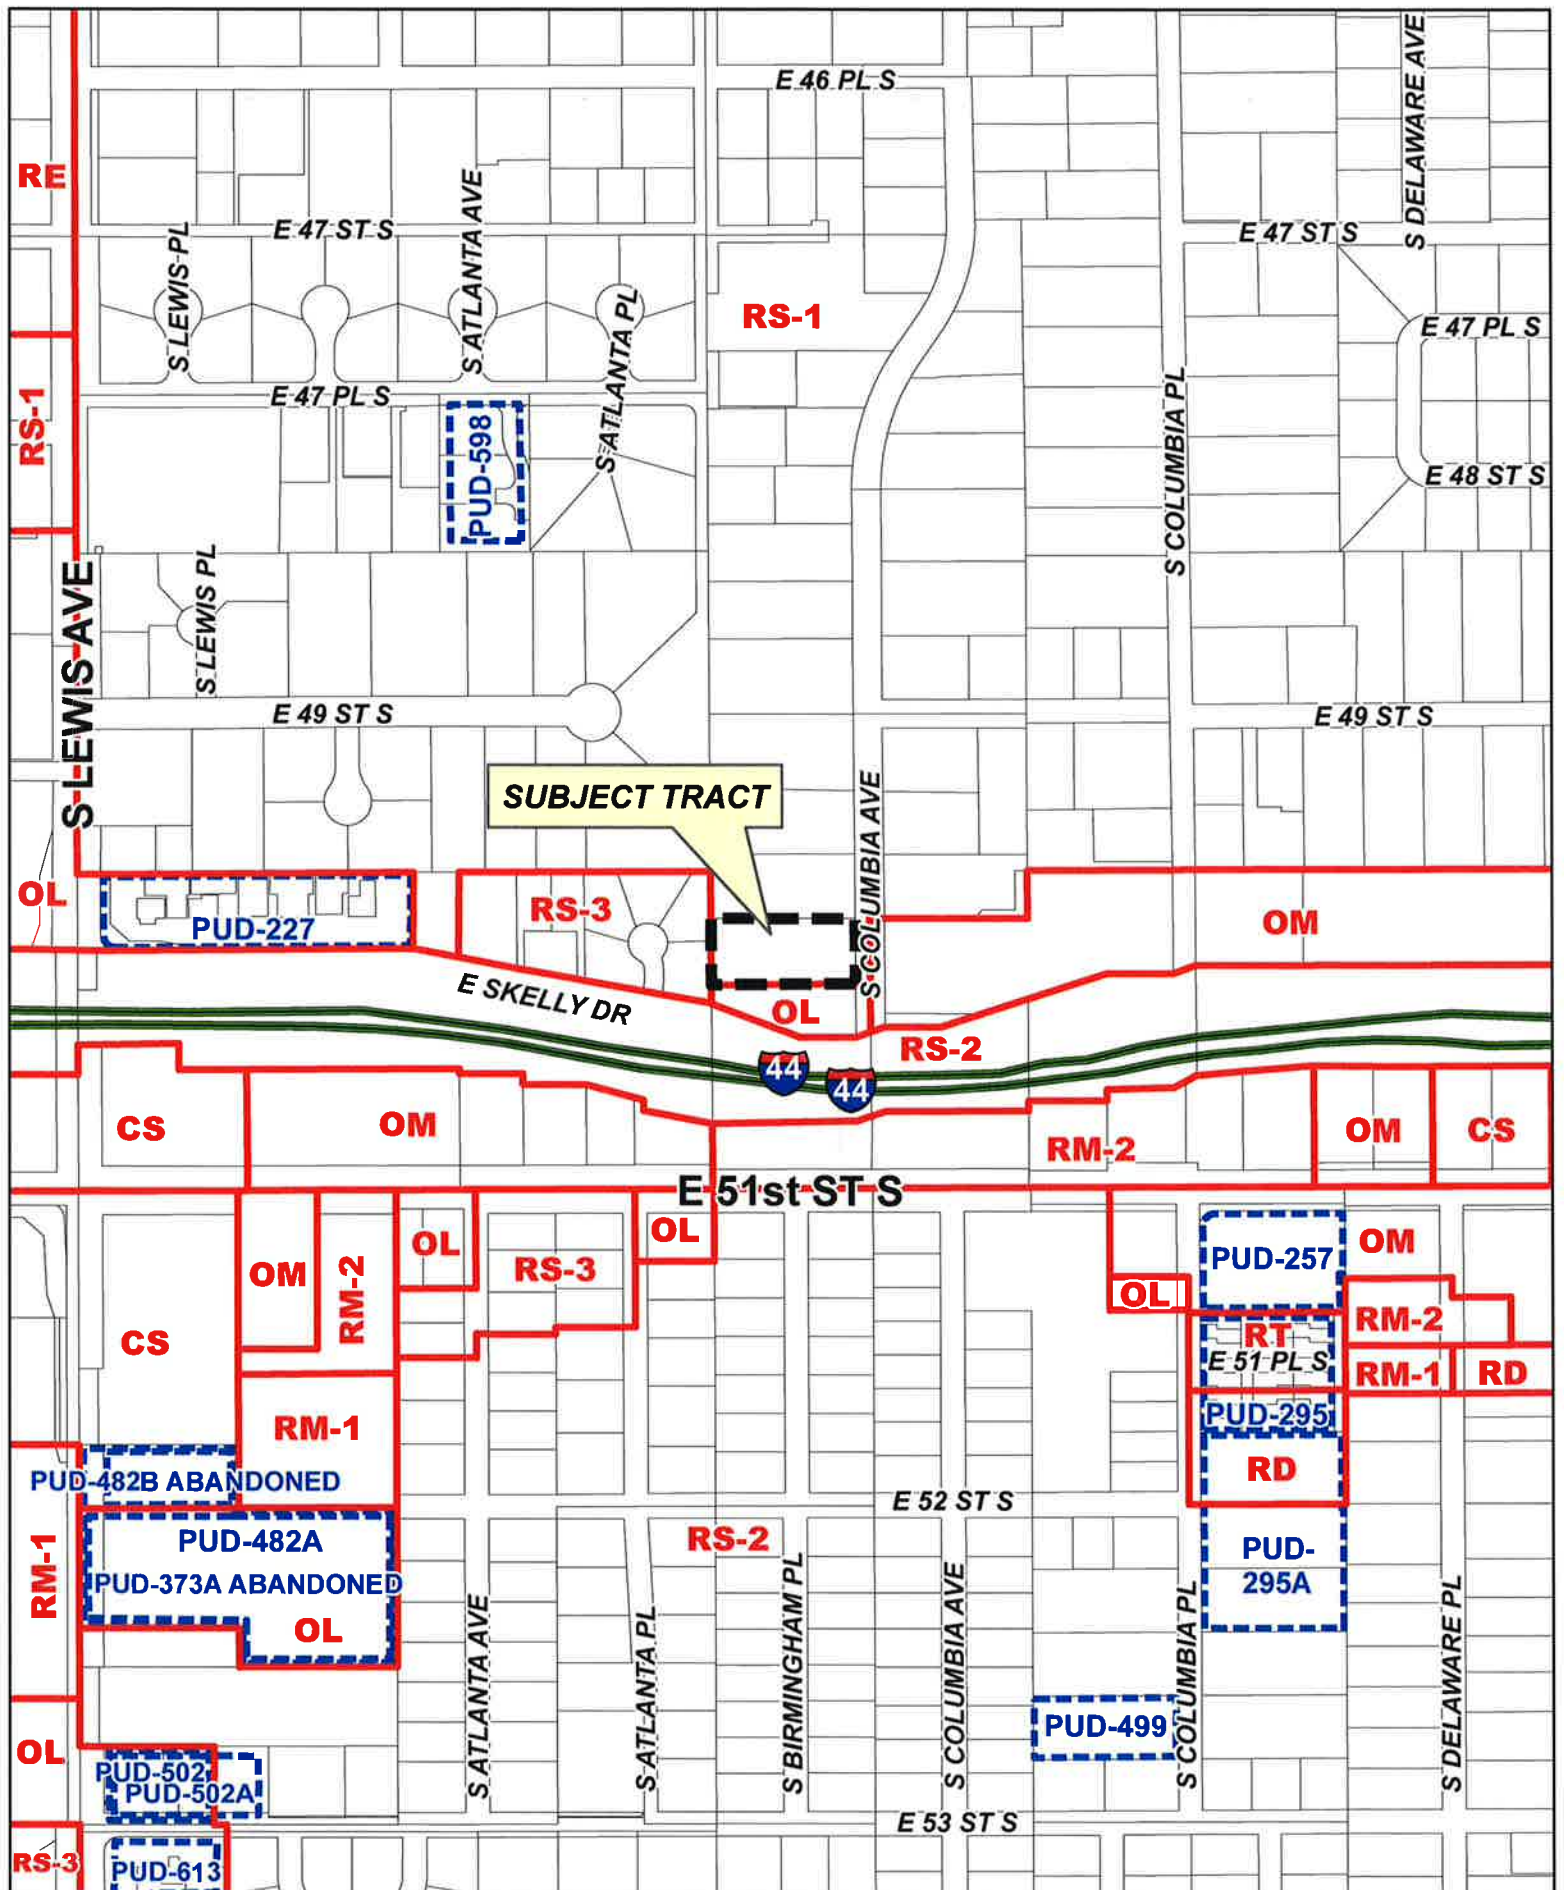 E 46 PL S
S DELAWARE AVE
RE
S LEWIS PL
E 47 ST S
S ATLANTA AVE
E 47 ST S
S ATLANTA PL
RS-1
E 47 PL S
RS-1
E 47 PL S
PUD-598
S COLUMBIA PL
E 48 ST S
S LEWIS AVE
S LEWIS PL
E 49 ST S
E 49 ST S
SUBJECT TRACT
S COLUMBIA AVE
OL
PUD-227
RS-3
OM
E SKELLY DR
OL
RS-2
44
44
CS
OM
RM-2
OM
CS
E 51st ST S
OL
OM
RM-2
RS-3
OL
PUD-257
OM
OL
CS
RT
E 51 PL S
RM-2
RM-1
RD
RM-1
PUD-295
RD
PUD-482B ABANDONED
E 52 ST S
RM-1
PUD-482A
PUD-373A ABANDONED
OL
RS-2
PUD-
295A
S ATLANTA AVE
S ATLANTA PL
S BIRMINGHAM PL
S COLUMBIA AVE
PUD-499
S COLUMBIA PL
S DELAWARE PL
OL
PUD-502
PUD-502A
E 53 ST S
RS-3
PUD-613